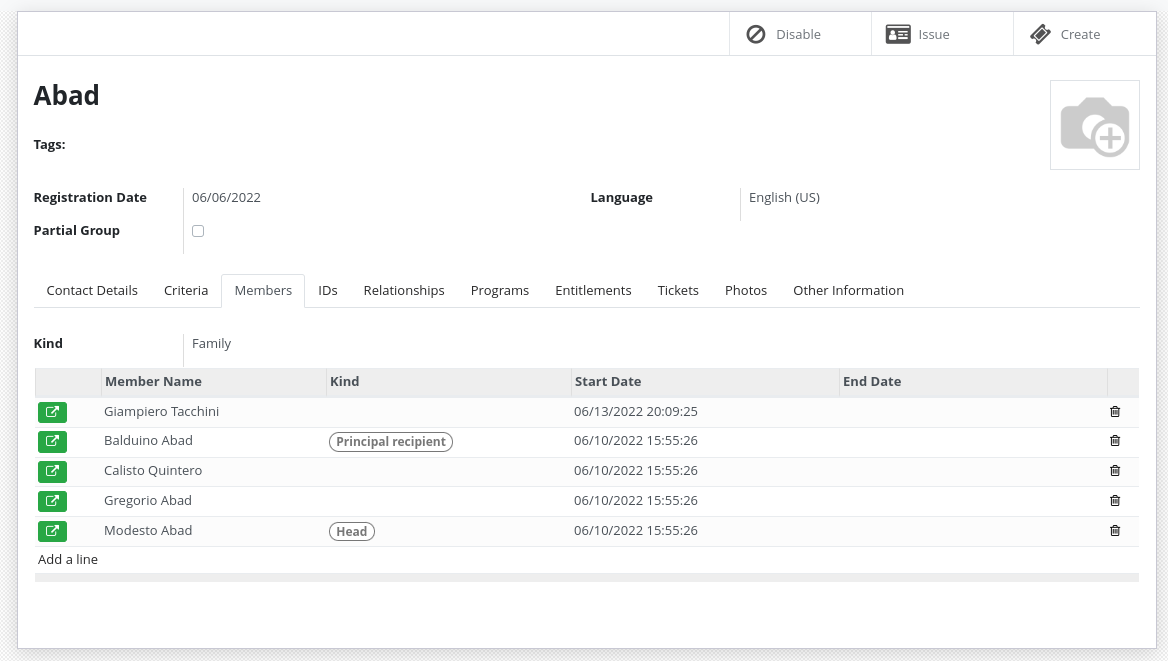 Disable Issue Create
Abad
Tags:
Registration Date 06/06/2022 Language English (US)
Partial Group
Contact Details Criteria Members IDs Relationships Programs Entitlements Tickets Photos Other Information
Kind Family
Member Name Kind Start Date End Date
Giampiero Tacchini 06/13/2022 20:09:25
Balduino Abad Principal recipient 06/10/2022 15:55:26
Calisto Quintero 06/10/2022 15:55:26
Gregorio Abad 06/10/2022 15:55:26
Modesto Abad Head 06/10/2022 15:55:26
Add a line